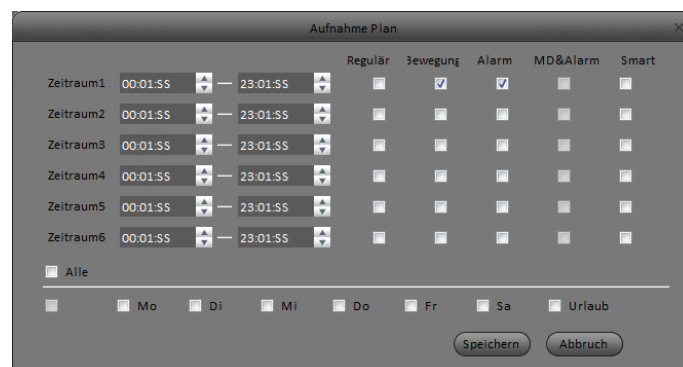 Aufnahme Plan
Regulär Bewegung Alarm MD&Alarm Smart
Zeitraum1 00:01:SS — 23:01:SS
Zeitraum2 00:01:SS — 23:01:SS
Zeitraum3 00:01:SS — 23:01:SS
Zeitraum4 00:01:SS — 23:01:SS
Zeitraum5 00:01:SS — 23:01:SS
Zeitraum6 00:01:SS — 23:01:SS
Alle
Mo Di Mi Do Fr Sa Urlaub
Speichern Abbruch